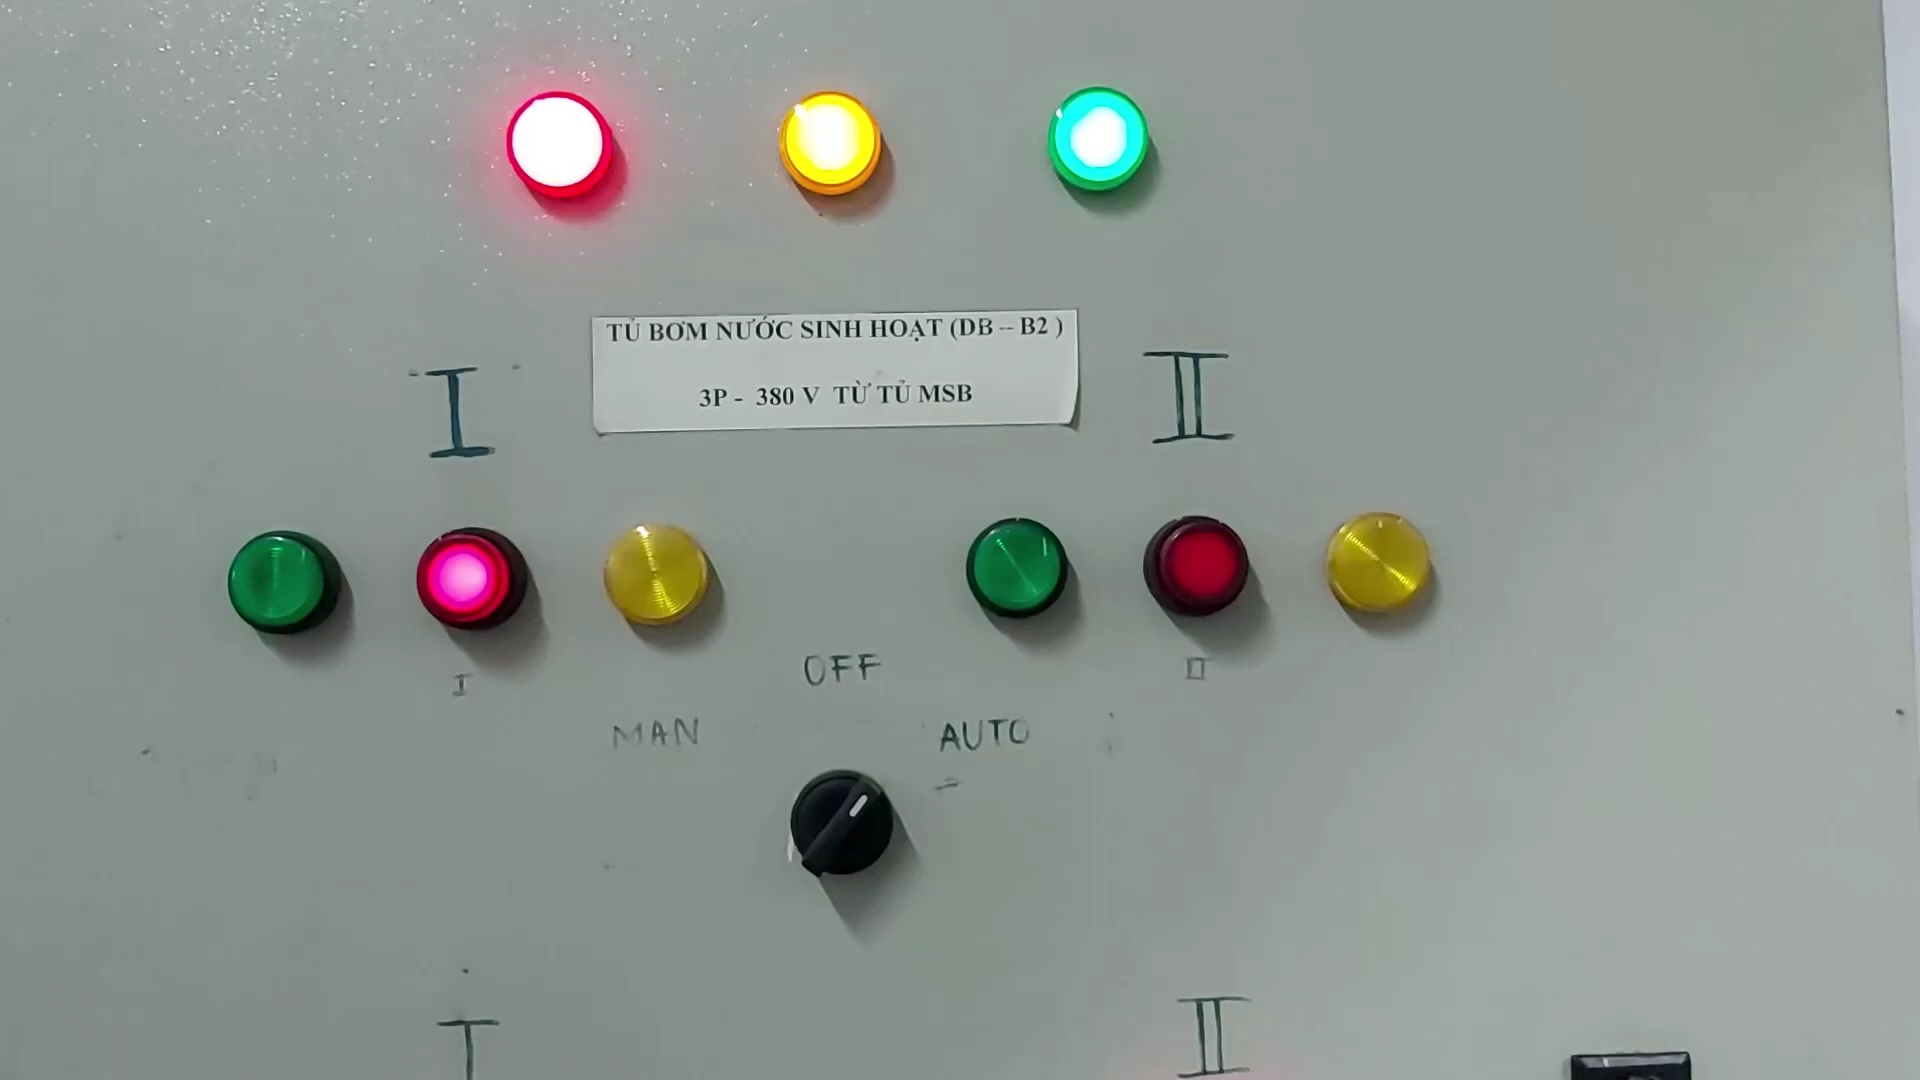 TỦ BƠM NƯỚC SINH HOẠT (DB - B2 )
3P - 380 V TỪ TỦ MSB
I
II
I
II
OFF
MAN
AUTO
I
II